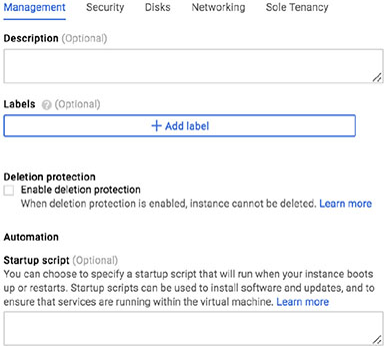 Management Security Disks Networking Sole Tenancy
Description (Optional)
Labels (Optional)
+ Add label
Deletion protection
Enable deletion protection
When deletion protection is enabled, instance cannot be deleted. Learn more
Automation
Startup script (Optional)
You can choose to specify a startup script that will run when your instance boots
up or restarts. Startup scripts can be used to install software and updates, and to
ensure that services are running within the virtual machine. Learn more